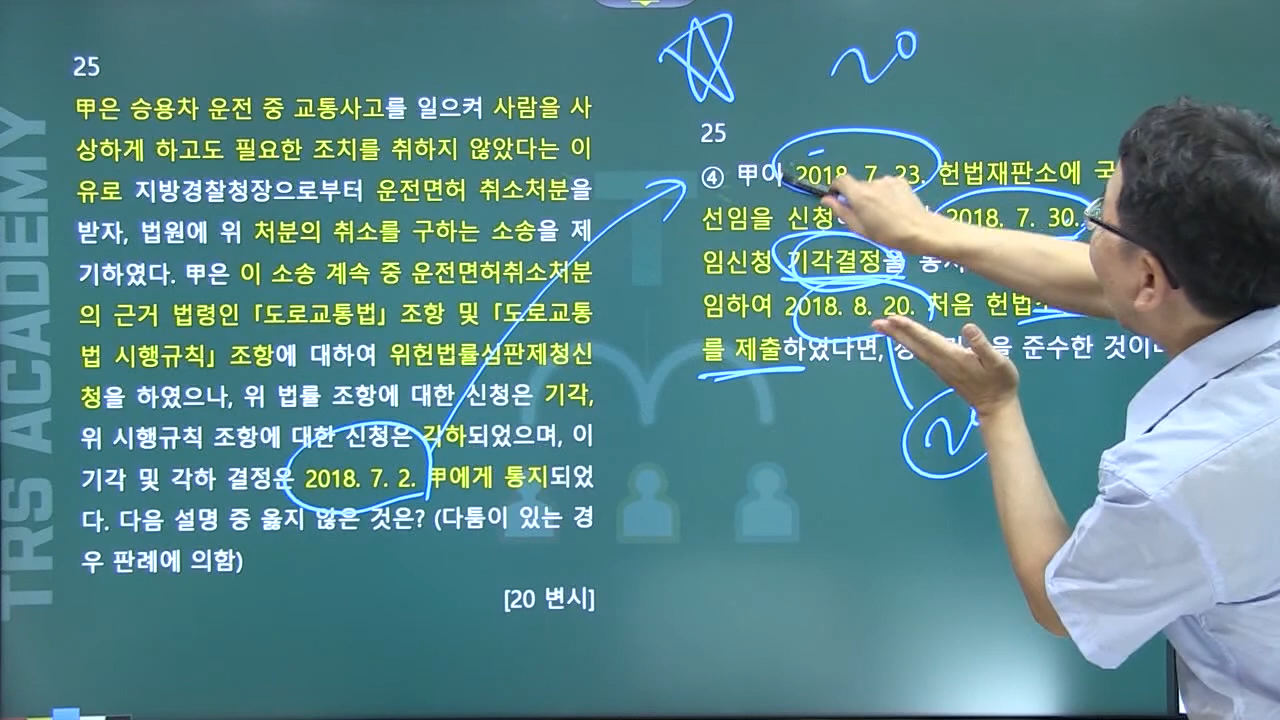 25
甲은 승용차 운전 중 교통사고를 일으켜 사람을 사
상하게 하고도 필요한 조치를 취하지 않았다는 이
유로 지방경찰청장으로부터 운전면허 취소처분을
받자, 법원에 위 처분의 취소를 구하는 소송을 제
기하였다. 甲은 이 소송 계속 중 운전면허취소처분
의 근거 법령인 「도로교통법」 조항 및 「도로교통
법 시행규칙」 조항에 대하여 위헌법률심판제청신
청을 하였으나, 위 법률 조항에 대한 신청은 기각,
위 시행규칙 조항에 대한 신청은 각하되었으며, 이
기각 및 각하 결정은 2018. 7. 2. 甲에게 통지되었
다. 다음 설명 중 옳지 않은 것은? (다툼이 있는 경
우 판례에 의함)
[20 변시]
20
25
④ 甲이 2018. 7. 23. 헌법재판소에 국
선임을 신청 2018. 7. 30.
임신청 기각결정을
임하여 2018. 8. 20. 처음
를 제출하였다면, 준수한 것이
TRS ACADEMY